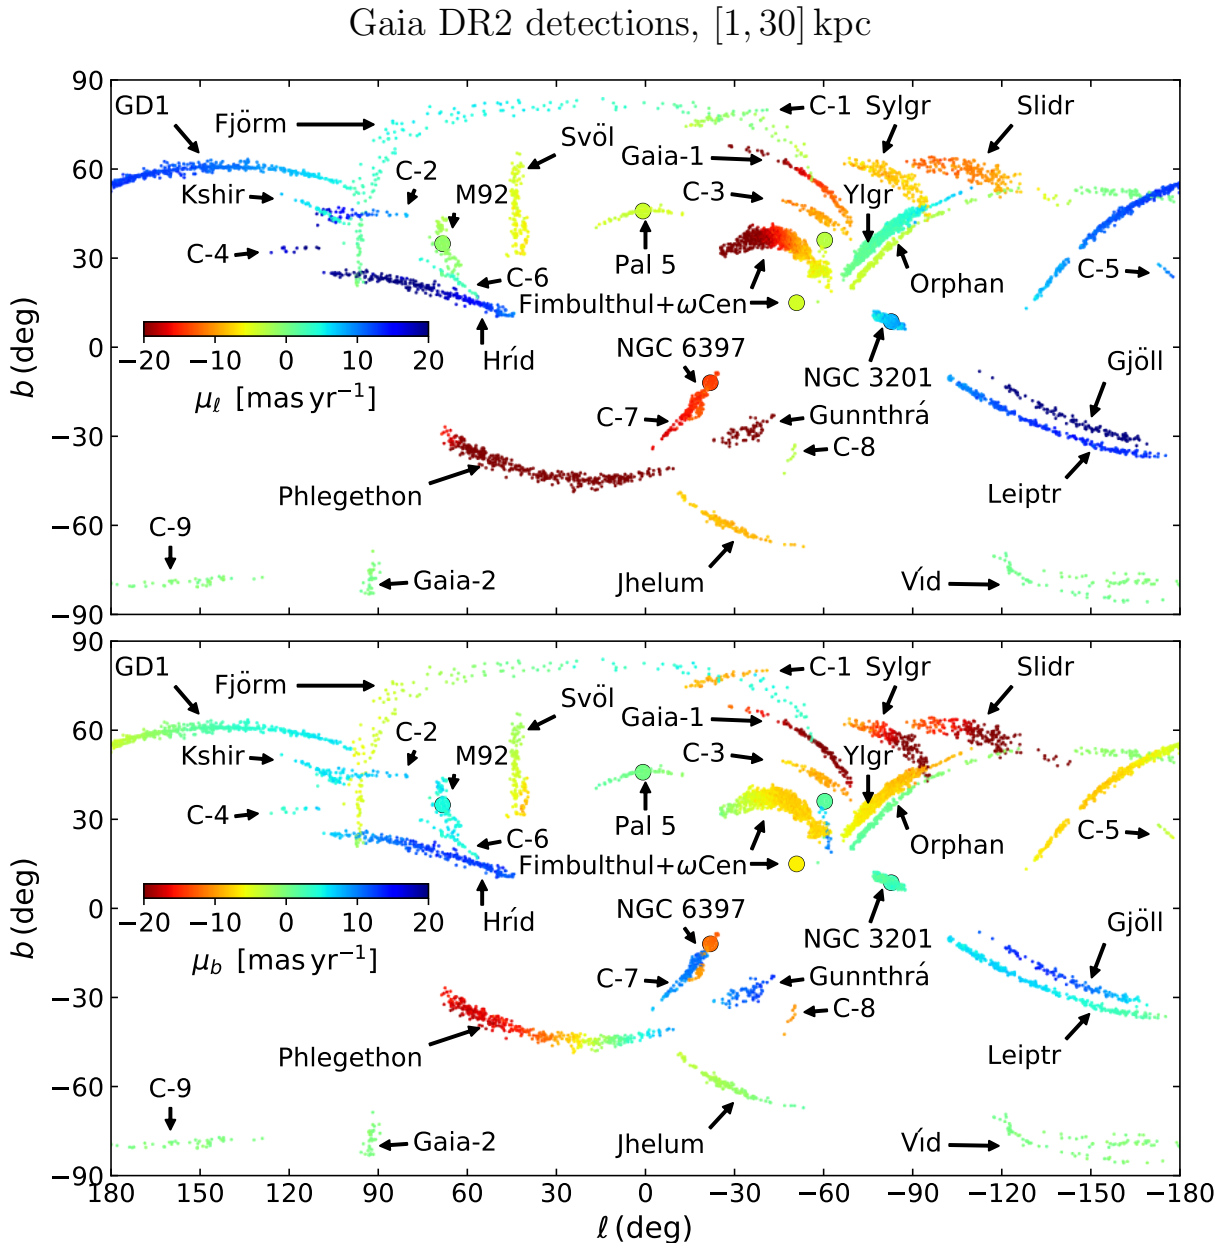 Gaia DR2 detections, [1, 30] kpc
90
GD1
Fjörm
C-1
Sylgr
Slidr
Svöl
Gaia-1
60
C-2
Kshir
M92
C-3
Ylgr
30
C-4
Pal 5
C-6
Orphan
C-5
Fimbulthul+ωCen
−20 −10 0 10 20
μℓ [mas yr⁻¹]
Hríd
0
b (deg)
NGC 6397
NGC 3201
Gjöll
C-7
Gunnthrá
−30
C-8
Phlegethon
Leiptr
−60
C-9
Gaia-2
Jhelum
Víd
−90
90
GD1
Fjörm
C-1
Sylgr
Slidr
Svöl
Gaia-1
60
C-2
Kshir
M92
C-3
Ylgr
30
C-4
Pal 5
C-6
Orphan
C-5
Fimbulthul+ωCen
−20 −10 0 10 20
μb [mas yr⁻¹]
Hríd
0
b (deg)
NGC 6397
NGC 3201
Gjöll
C-7
Gunnthrá
−30
C-8
Phlegethon
Leiptr
−60
C-9
Gaia-2
Jhelum
Víd
−90
180 150 120 90 60 30 0 −30 −60 −90 −120 −150 −180
ℓ (deg)